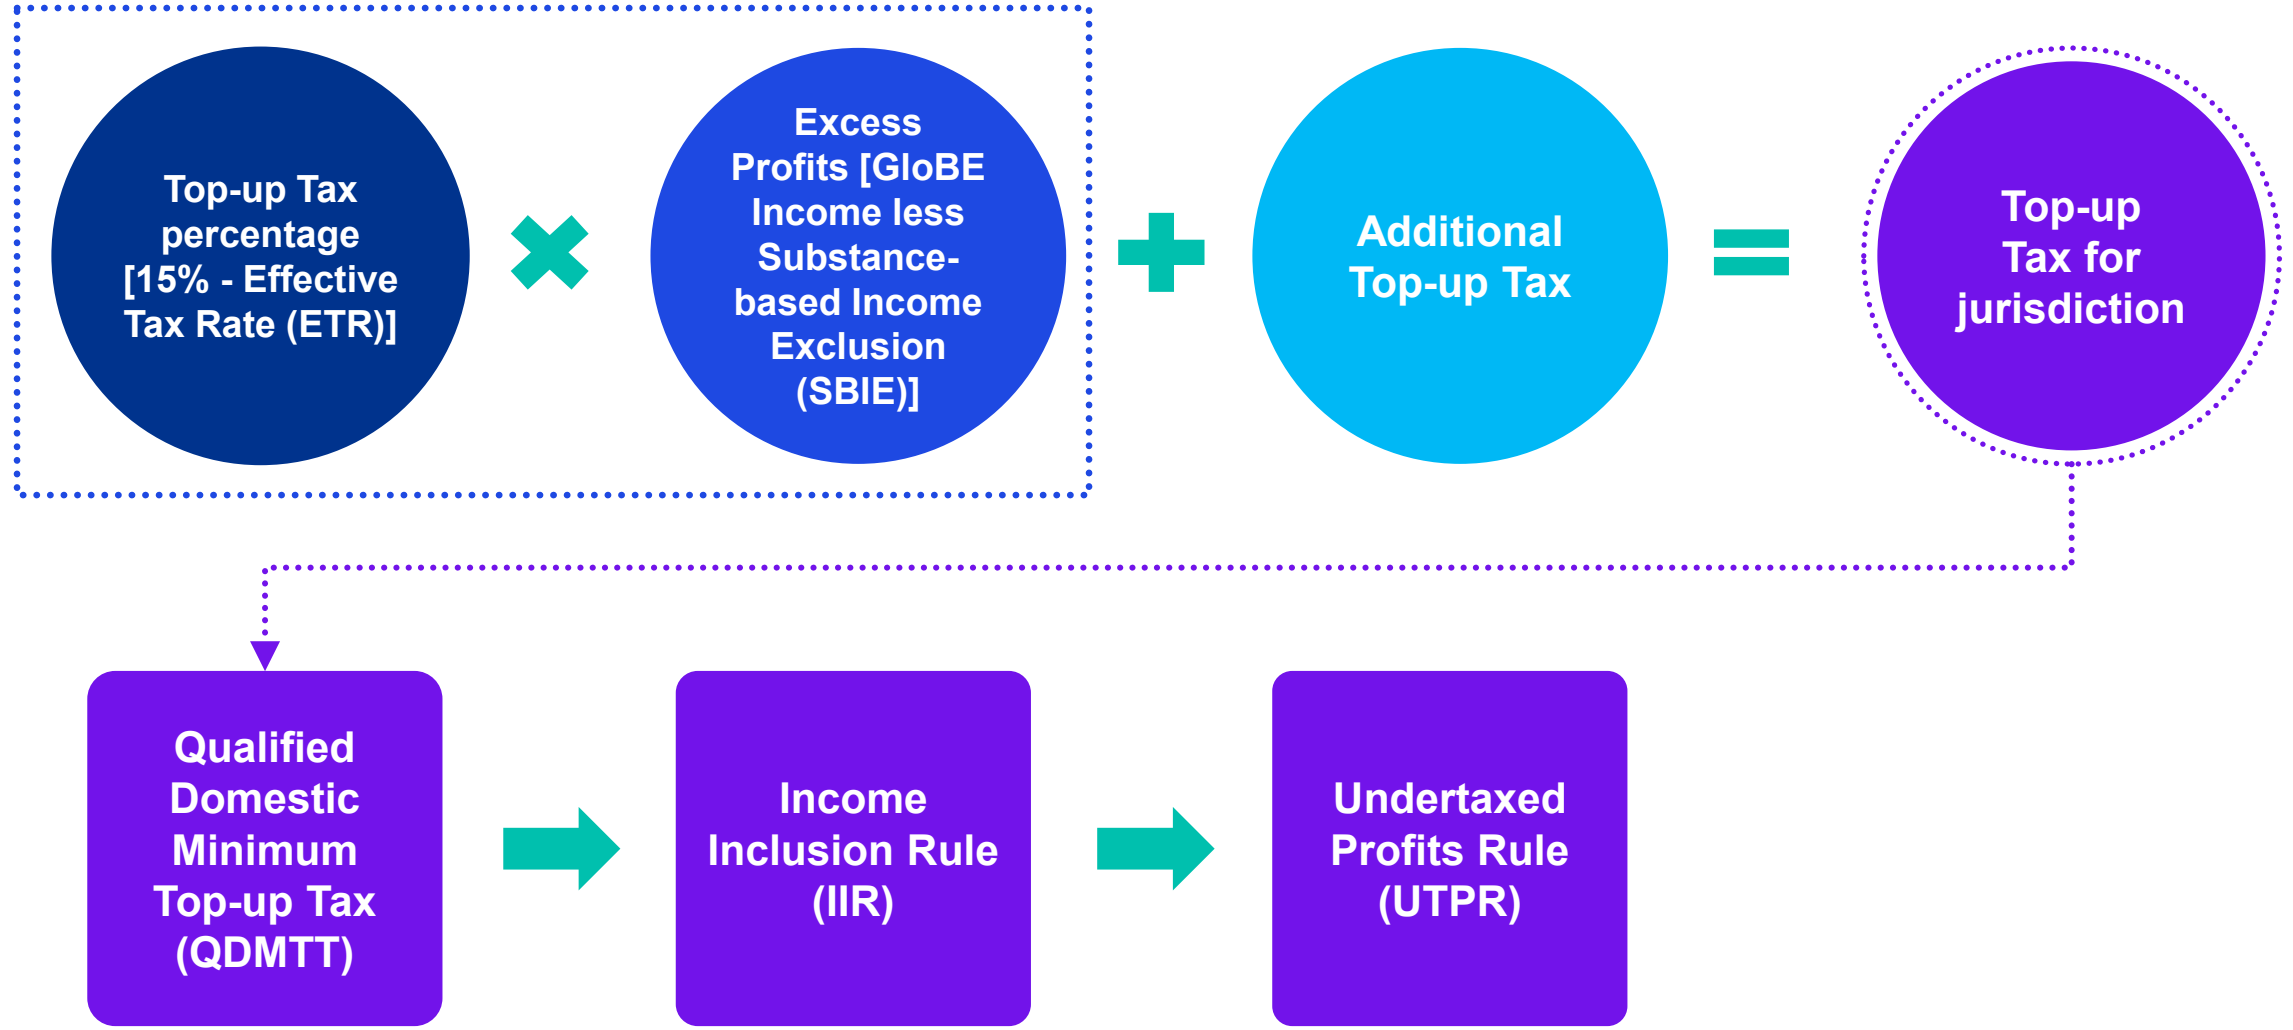 Top-up Tax
percentage
[15% - Effective
Tax Rate (ETR)]
Excess
Profits [GloBE
Income less
Substance-
based Income
Exclusion
(SBIE)]
Additional
Top-up Tax
Top-up
Tax for
jurisdiction
Qualified
Domestic
Minimum
Top-up Tax
(QDMTT)
Income
Inclusion Rule
(IIR)
Undertaxed
Profits Rule
(UTPR)